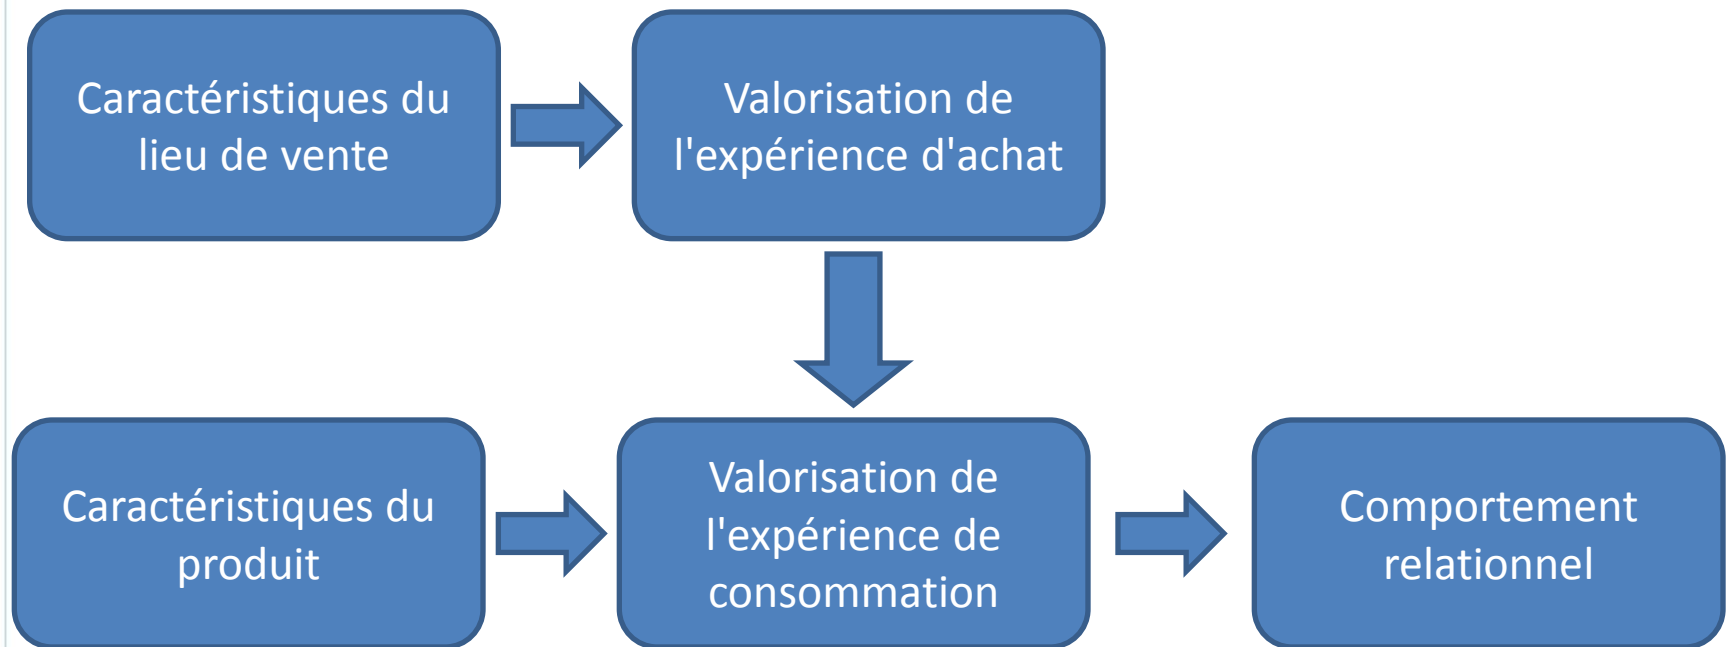 Caractéristiques du
lieu de vente
Valorisation de
l'expérience d'achat
Caractéristiques du
produit
Valorisation de
l'expérience de
consommation
Comportement
relationnel